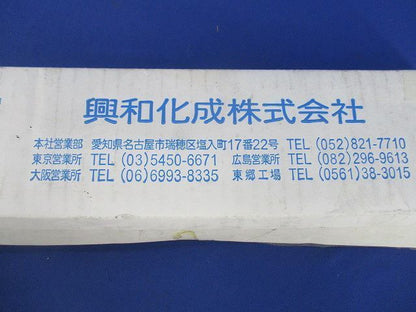 興和化成株式会社
本社営業部 愛知県名古屋市瑞穂区塩入町17番22号 TEL (052)821-7710
東京営業所 TEL (03)5450-6671 広島営業所 TEL (082)296-9613
大阪営業所 TEL (06)6993-8335 東郷工場 TEL (0561)38-3015